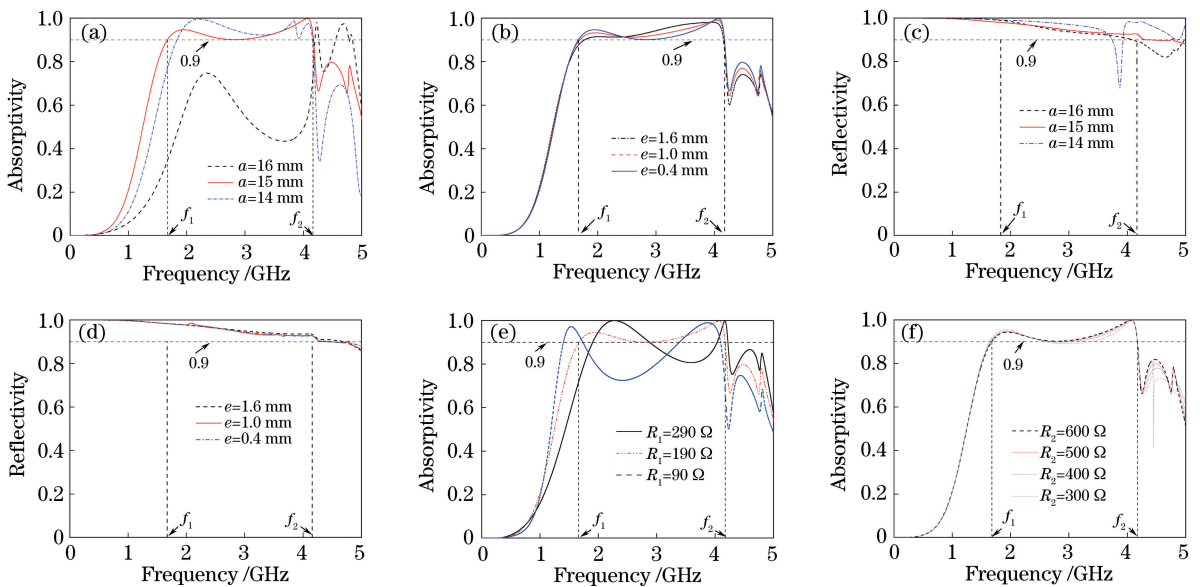 (a)
1.0
0.8
0.6
0.4
0.2
0
Absorptivity
0.9
a=16 mm
a=15 mm
a=14 mm
f1
f2
0 1 2 3 4 5
Frequency /GHz
(b)
1.0
0.8
0.6
0.4
0.2
0
Absorptivity
0.9
e=1.6 mm
e=1.0 mm
e=0.4 mm
f1
f2
0 1 2 3 4 5
Frequency /GHz
(c)
1.0
0.8
0.6
0.4
0.2
0
Reflectivity
0.9
a=16 mm
a=15 mm
a=14 mm
f1
f2
0 1 2 3 4 5
Frequency /GHz
(d)
1.0
0.8
0.6
0.4
0.2
0
Reflectivity
0.9
e=1.6 mm
e=1.0 mm
e=0.4 mm
f1
f2
0 1 2 3 4 5
Frequency /GHz
(e)
1.0
0.8
0.6
0.4
0.2
0
Absorptivity
0.9
R1=290 Ω
R1=190 Ω
R1=90 Ω
f1
f2
0 1 2 3 4 5
Frequency /GHz
(f)
1.0
0.8
0.6
0.4
0.2
0
Absorptivity
0.9
R2=600 Ω
R2=500 Ω
R2=400 Ω
R2=300 Ω
f1
f2
0 1 2 3 4 5
Frequency /GHz